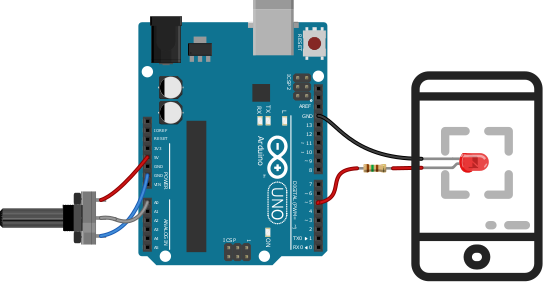 RESET
ICSP2
AREF
GND
13
12
~ 11
~ 10
~ 9
8
7
~ 6
~ 5
4
~ 3
2
TX0 ▸ 1
RX0 ◂ 0
DIGITAL (PWM~)
RX
TX
L
Arduino
UNO
ON
ICSP
1
IOREF
RESET
3V3
5V
GND
GND
VIN
POWER
A0
A1
A2
A3
A4
A5
ANALOG IN